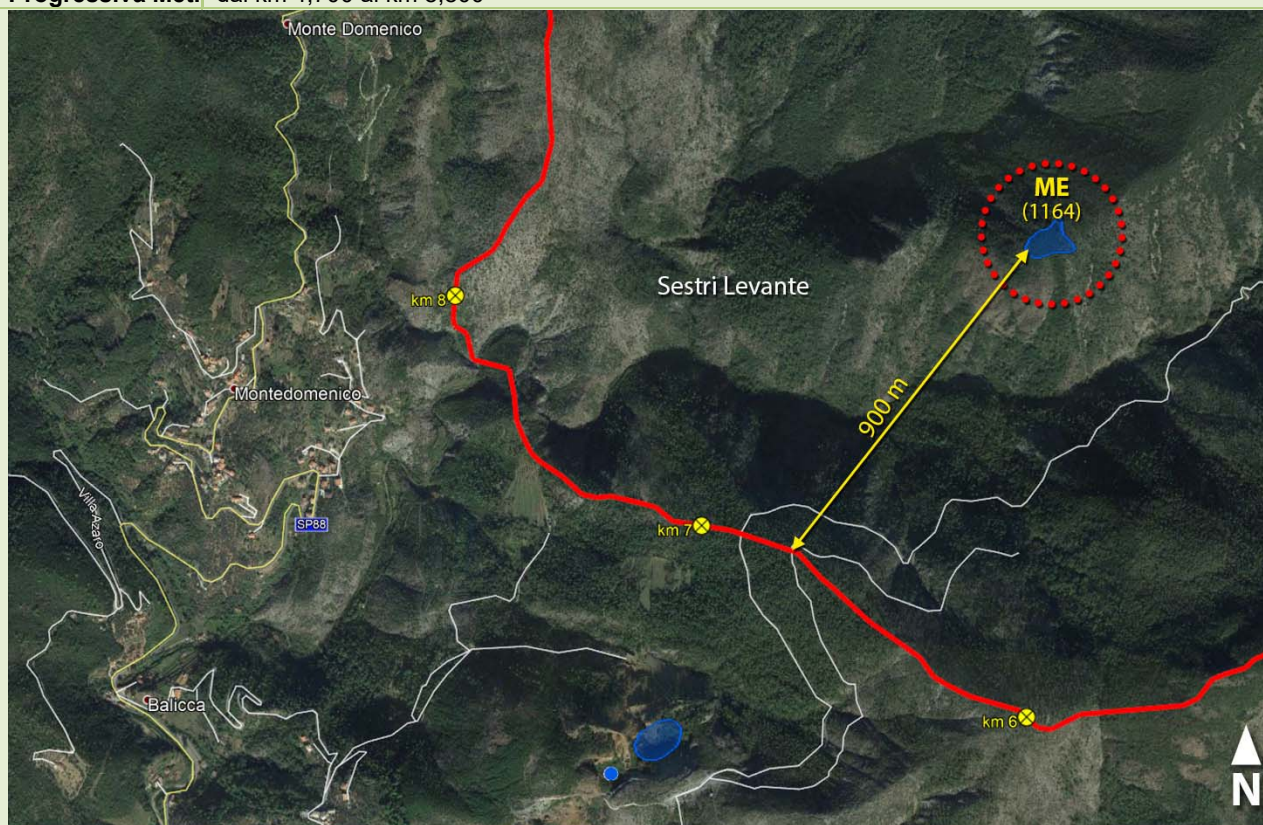 Monte Domenico
ME
(1164)
Sestri Levante
km 8
Montedomenico
900 m
Villa Azaro
SP88
km 7
Balicca
km 6
N